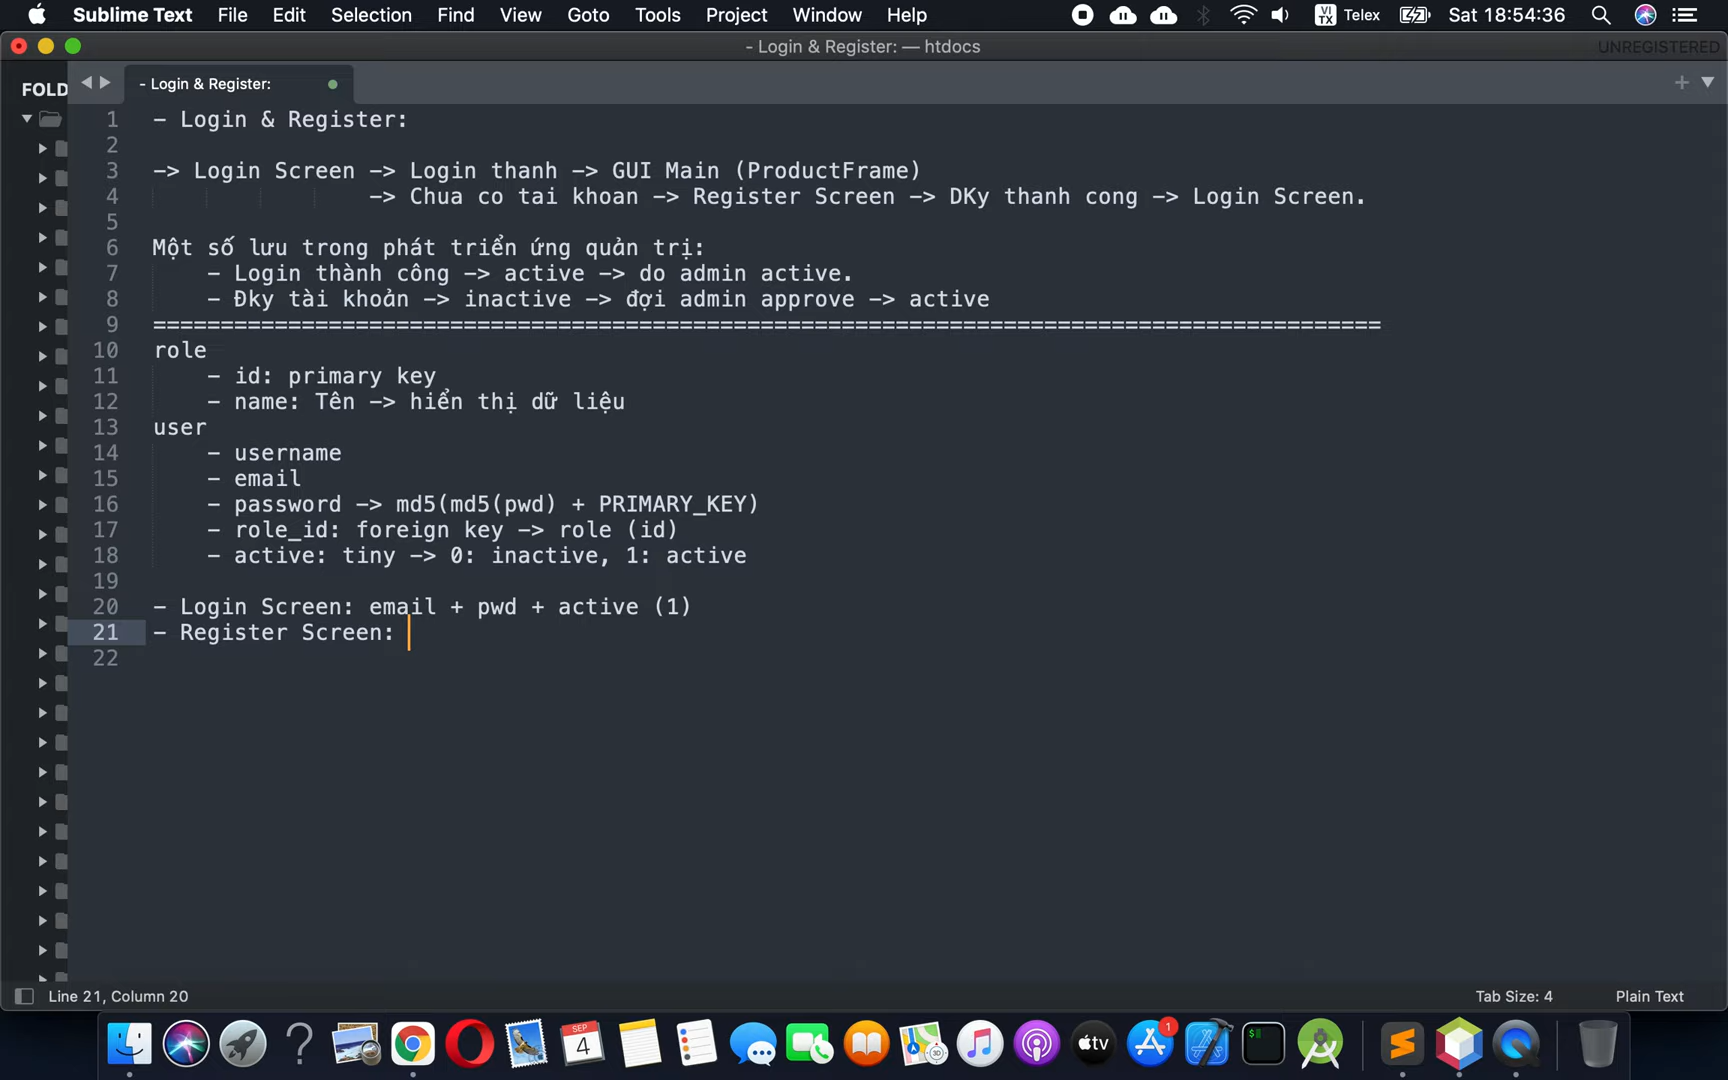 Sublime Text File Edit Selection Find View Goto Tools Project Window Help VI TX Telex Sat 18:54:36
- Login & Register: — htdocs UNREGISTERED
FOLD - Login & Register:
1 - Login & Register:
2
3 -> Login Screen -> Login thanh -> GUI Main (ProductFrame)
4 -> Chua co tai khoan -> Register Screen -> DKy thanh cong -> Login Screen.
5
6 Một số lưu trong phát triển ứng quản trị:
7 - Login thành công -> active -> do admin active.
8 - Đky tài khoản -> inactive -> đợi admin approve -> active
9 ===========================================================================================
10 role
11 - id: primary key
12 - name: Tên -> hiển thị dữ liệu
13 user
14 - username
15 - email
16 - password -> md5(md5(pwd) + PRIMARY_KEY)
17 - role_id: foreign key -> role (id)
18 - active: tiny -> 0: inactive, 1: active
19
20 - Login Screen: email + pwd + active (1)
21 - Register Screen:
22
Line 21, Column 20 Tab Size: 4 Plain Text
SEP
4
3D
tv
1
$